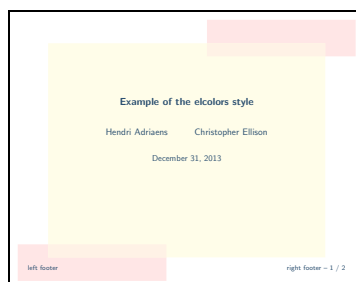 Example of the elcolors style
Hendri Adriaens Christopher Ellison
December 31, 2013
left footer right footer – 1 / 2